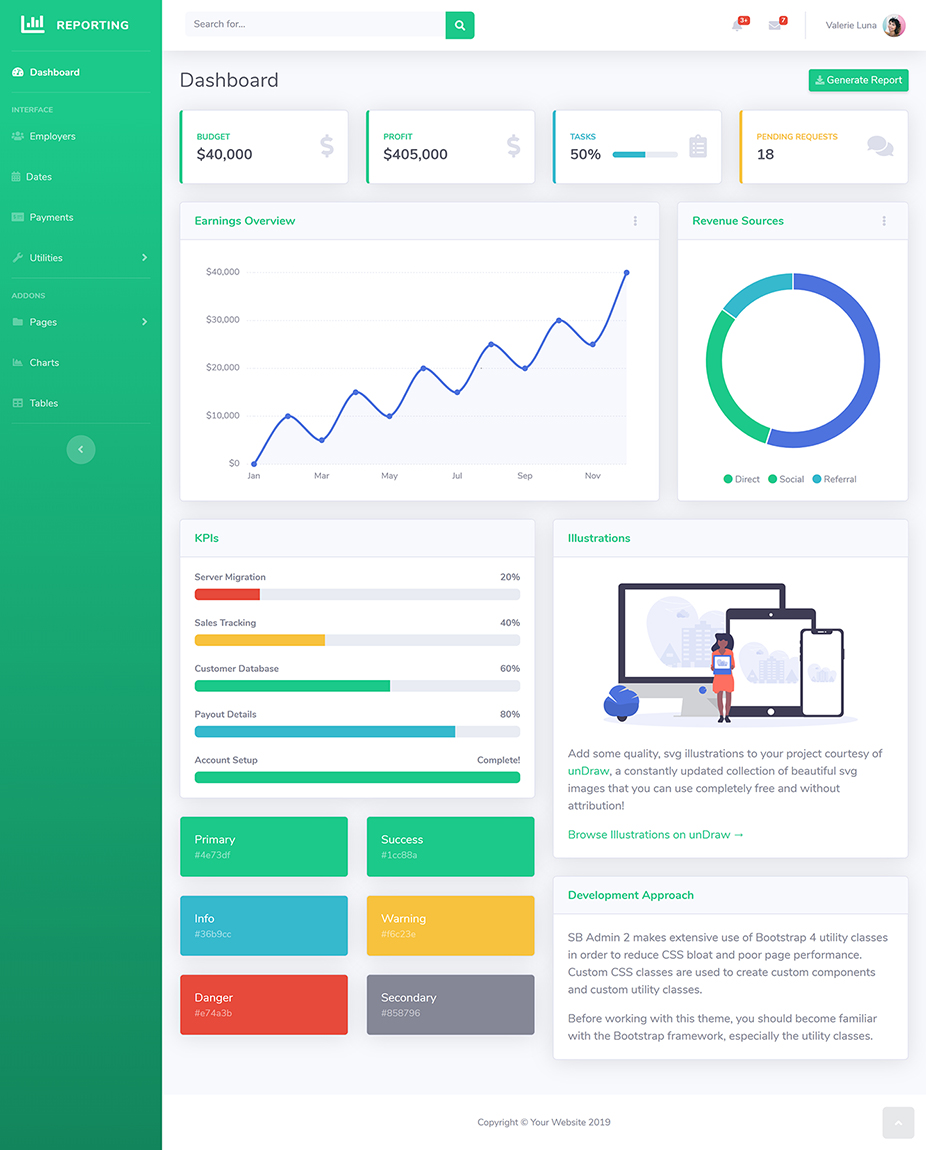 REPORTING
Dashboard
INTERFACE
Employers
Dates
Payments
Utilities
ADDONS
Pages
Charts
Tables
Search for...
3+
7
Valerie Luna
Dashboard
Generate Report
BUDGET
$40,000
PROFIT
$405,000
TASKS
50%
PENDING REQUESTS
18
Earnings Overview
$40,000
$30,000
$20,000
$10,000
$0
Jan Mar May Jul Sep Nov
Revenue Sources
Direct Social Referral
KPIs
Server Migration 20%
Sales Tracking 40%
Customer Database 60%
Payout Details 80%
Account Setup Complete!
Primary
#4e73df
Success
#1cc88a
Info
#36b9cc
Warning
#f6c23e
Danger
#e74a3b
Secondary
#858796
Illustrations
Add some quality, svg illustrations to your project courtesy of
unDraw, a constantly updated collection of beautiful svg
images that you can use completely free and without
attribution!
Browse Illustrations on unDraw →
Development Approach
SB Admin 2 makes extensive use of Bootstrap 4 utility classes
in order to reduce CSS bloat and poor page performance.
Custom CSS classes are used to create custom components
and custom utility classes.
Before working with this theme, you should become familiar
with the Bootstrap framework, especially the utility classes.
Copyright © Your Website 2019